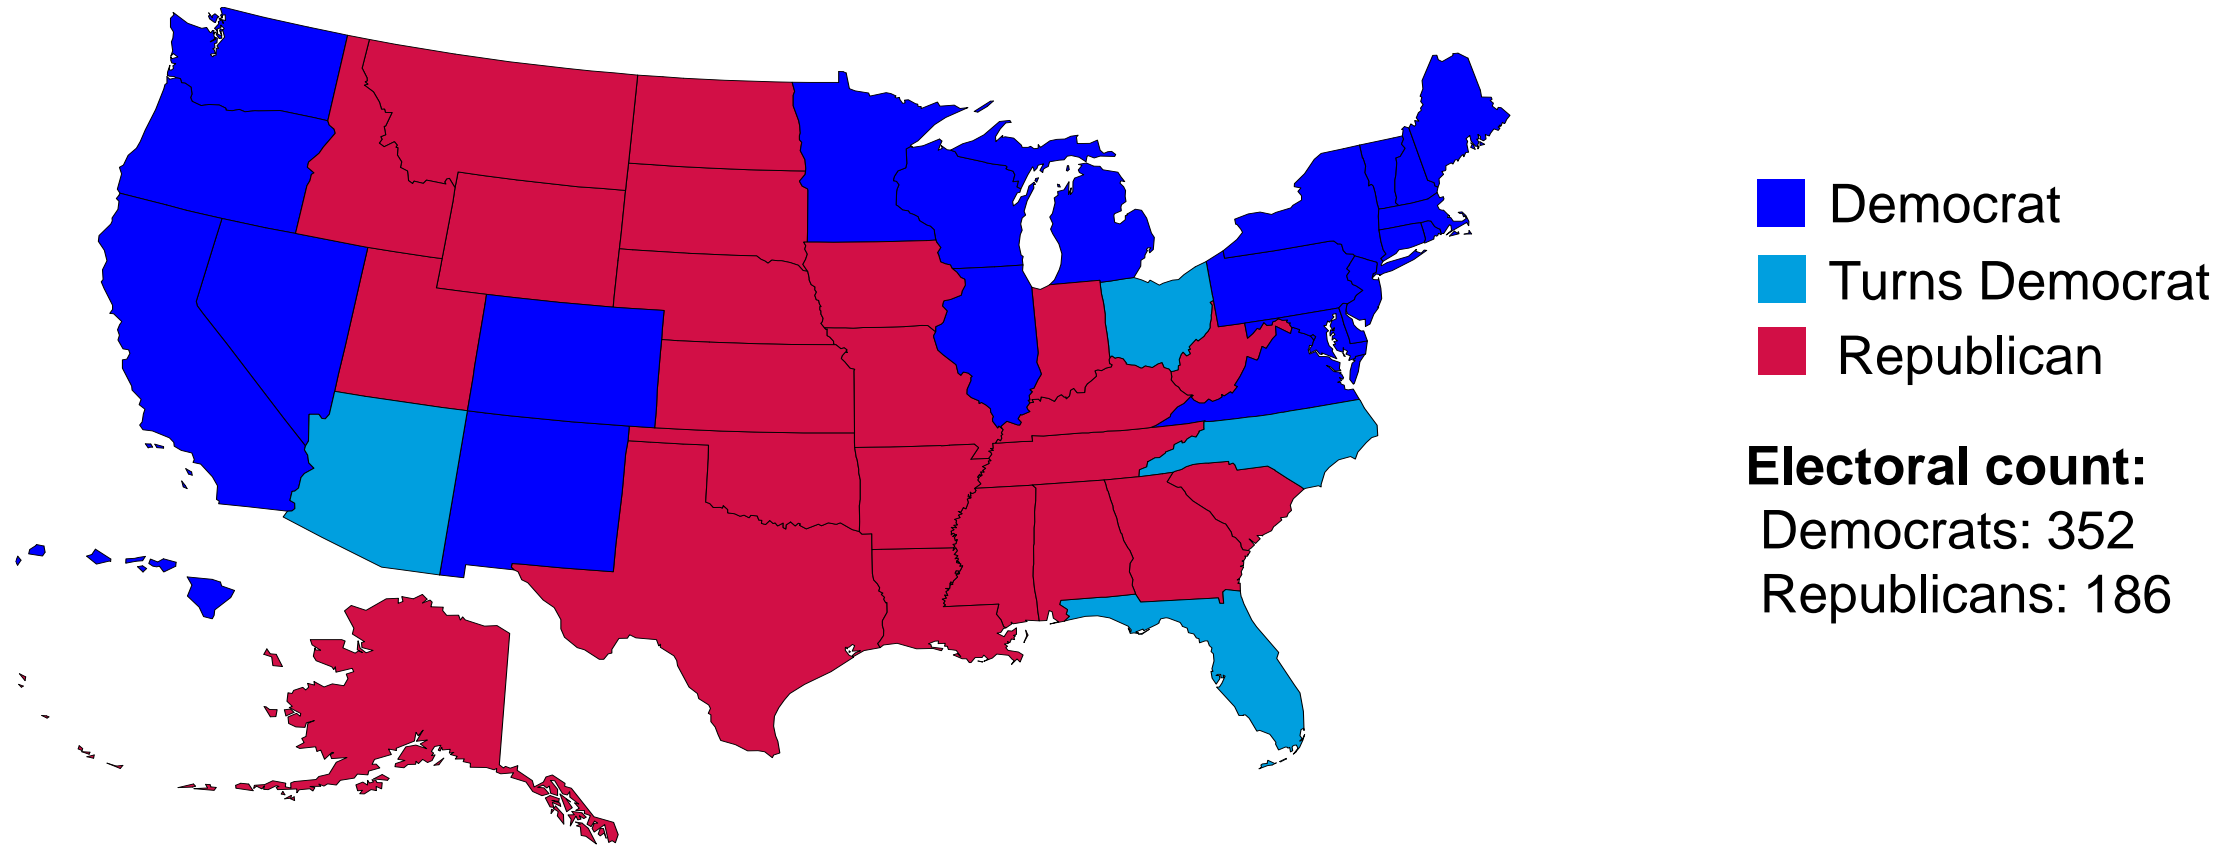 Democrat
Turns Democrat
Republican
Electoral count:
Democrats: 352
Republicans: 186